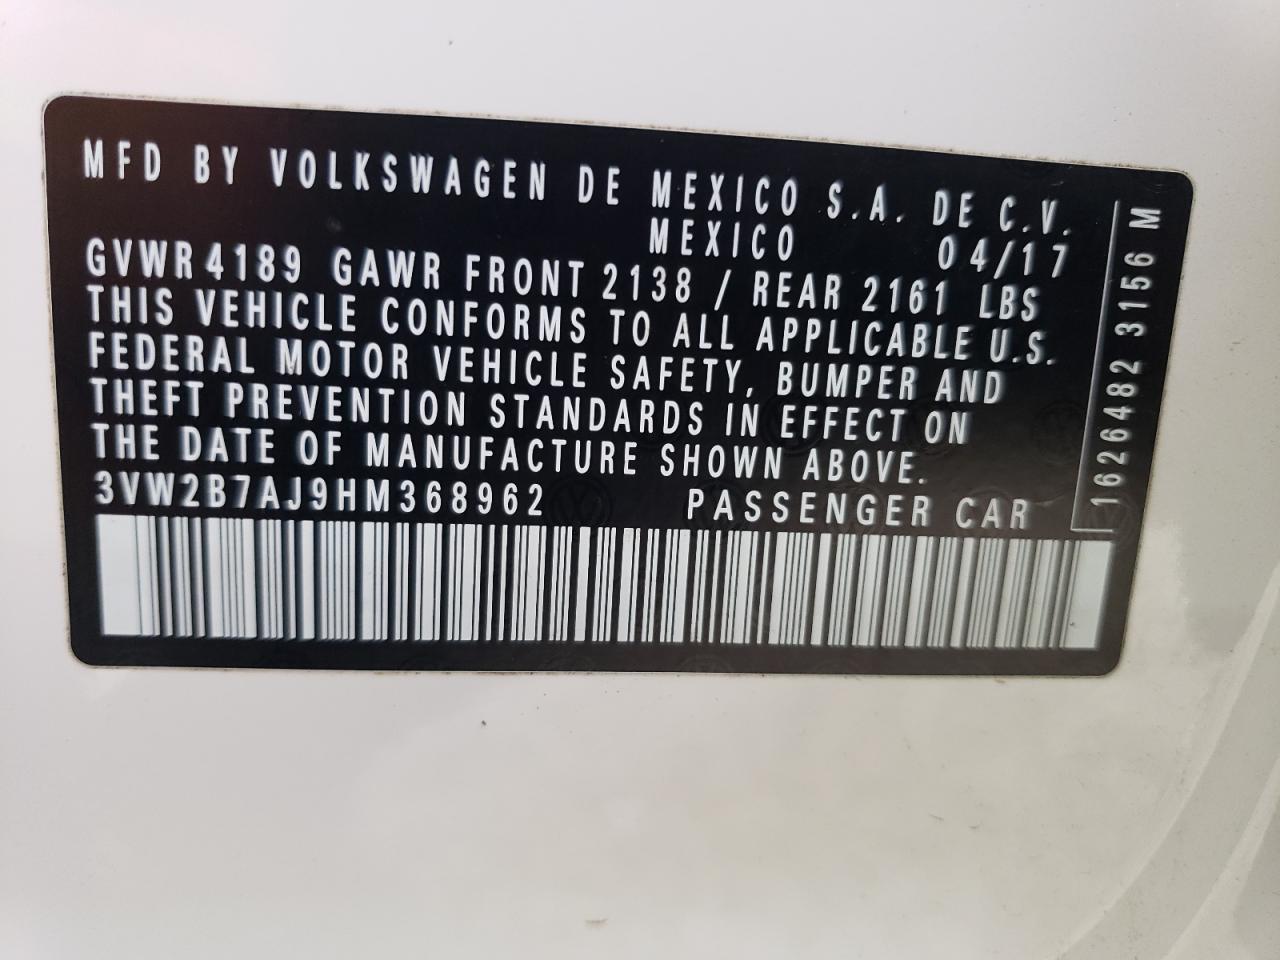 MFD BY VOLKSWAGEN DE MEXICO S.A. DE C.V.
MEXICO 04/17
GVWR 4189 GAWR FRONT 2138 / REAR 2161 LBS
THIS VEHICLE CONFORMS TO ALL APPLICABLE U.S.
FEDERAL MOTOR VEHICLE SAFETY, BUMPER AND
THEFT PREVENTION STANDARDS IN EFFECT ON
THE DATE OF MANUFACTURE SHOWN ABOVE.
3VW2B7AJ9HM368962 PASSENGER CAR
1626482 3156 M